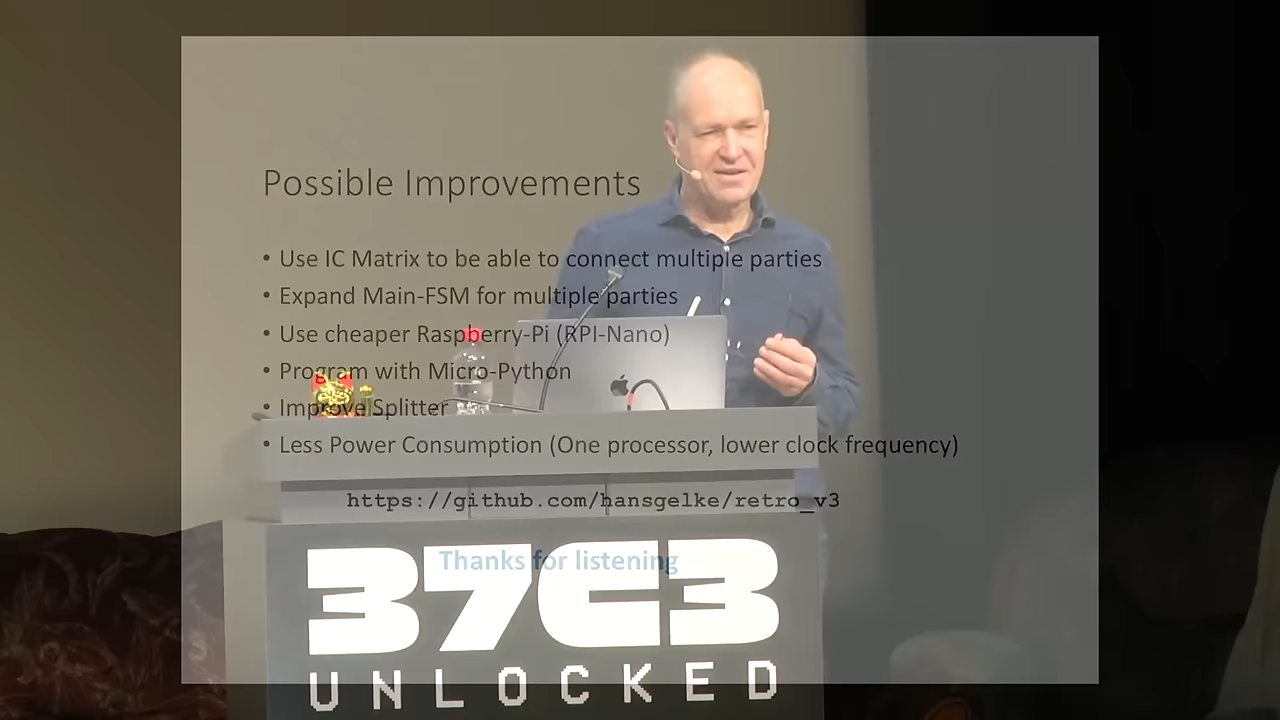 Possible Improvements
• Use IC Matrix to be able to connect multiple parties
• Expand Main-FSM for multiple parties
• Use cheaper Raspberry-Pi (RPI-Nano)
• Program with Micro-Python
• Improve Splitter
• Less Power Consumption (One processor, lower clock frequency)
https://github.com/hansgelke/retro_v3
Thanks for listening
37C3
UNLOCKED